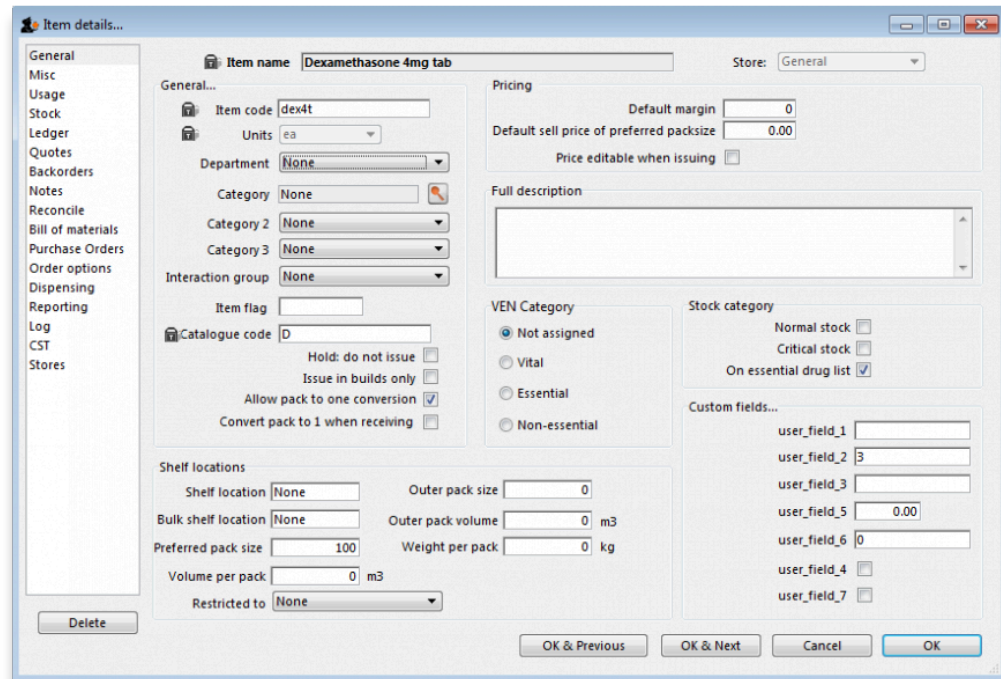 Item details...
General
Misc
Usage
Stock
Ledger
Quotes
Backorders
Notes
Reconcile
Bill of materials
Purchase Orders
Order options
Dispensing
Reporting
Log
CST
Stores
Delete
Item name Dexamethasone 4mg tab
Store: General
General...
Item code dex4t
Units ea
Department None
Category None
Category 2 None
Category 3 None
Interaction group None
Item flag
Catalogue code D
Hold: do not issue
Issue in builds only
Allow pack to one conversion
Convert pack to 1 when receiving
Pricing
Default margin 0
Default sell price of preferred packsize 0.00
Price editable when issuing
Full description
VEN Category
Not assigned
Vital
Essential
Non-essential
Stock category
Normal stock
Critical stock
On essential drug list
Custom fields...
user_field_1
user_field_2 3
user_field_3
user_field_5 0.00
user_field_6 0
user_field_4
user_field_7
Shelf locations
Shelf location None
Bulk shelf location None
Preferred pack size 100
Volume per pack 0 m3
Restricted to None
Outer pack size 0
Outer pack volume 0 m3
Weight per pack 0 kg
OK & Previous
OK & Next
Cancel
OK